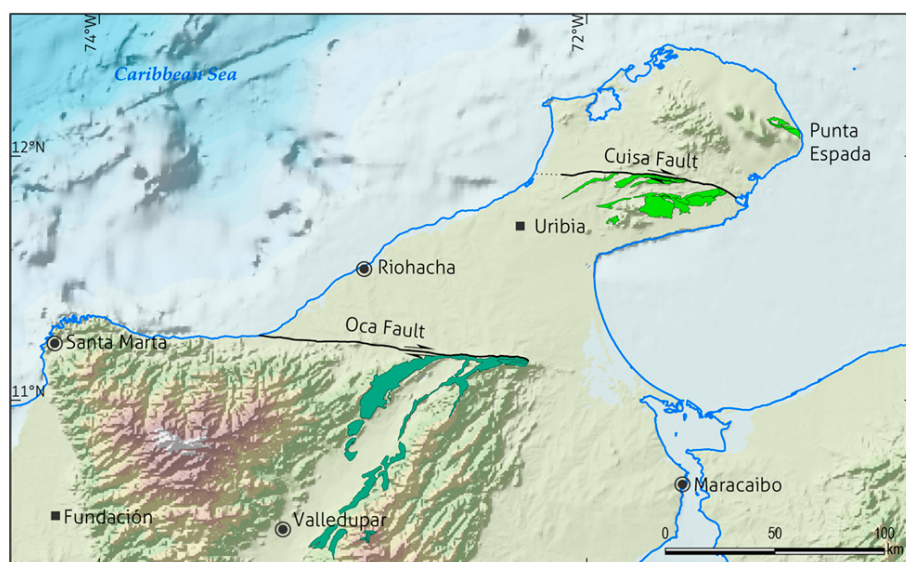 74°W
72°W
Caribbean Sea
12°N
Punta
Espada
Cuisa Fault
Uribia
Riohacha
Oca Fault
Santa Marta
11°N
Maracaibo
Fundación
Valledupar
0 50 100
km